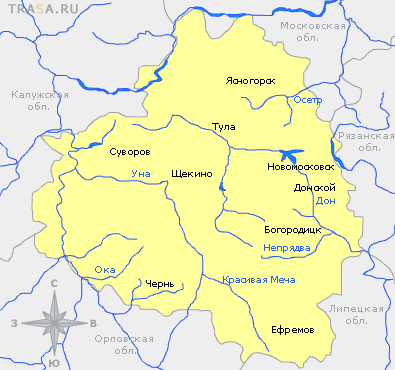 TRASA.RU
Московская
обл.
Ясногорск
Калужская
обл.
Осетр
Тула
Рязанская
обл.
Суворов
Новомосковск
Уна
Щекино
Донской
Дон
Богородицк
Непрядва
Ока
Чернь
Красивая Меча
С
З
В
Ю
Липецкая
обл.
Ефремов
Орловская
обл.